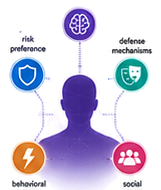 risk
preference
defense
mechanisms
behavioral
social